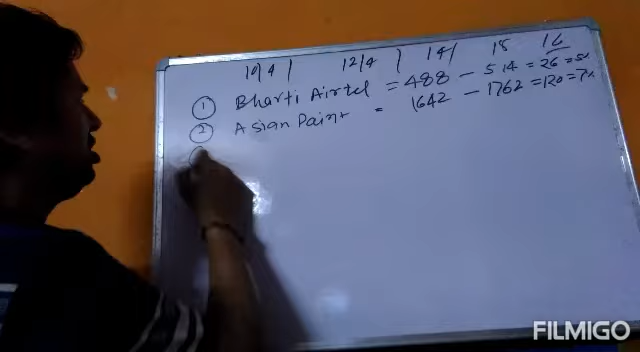 10/4 | 12/4 | 14/ 15 16
① Bharti Airtel = 488 - 514 = 26 = 5%
② Asian Paint = 1642 - 1762 = 120 = 7%
FILMIGO